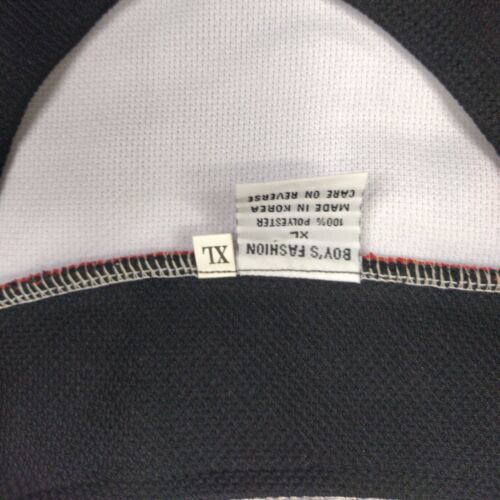 BOY'S FASHION
XL
100% POLYESTER
MADE IN KOREA
CARE ON REVERSE
XL